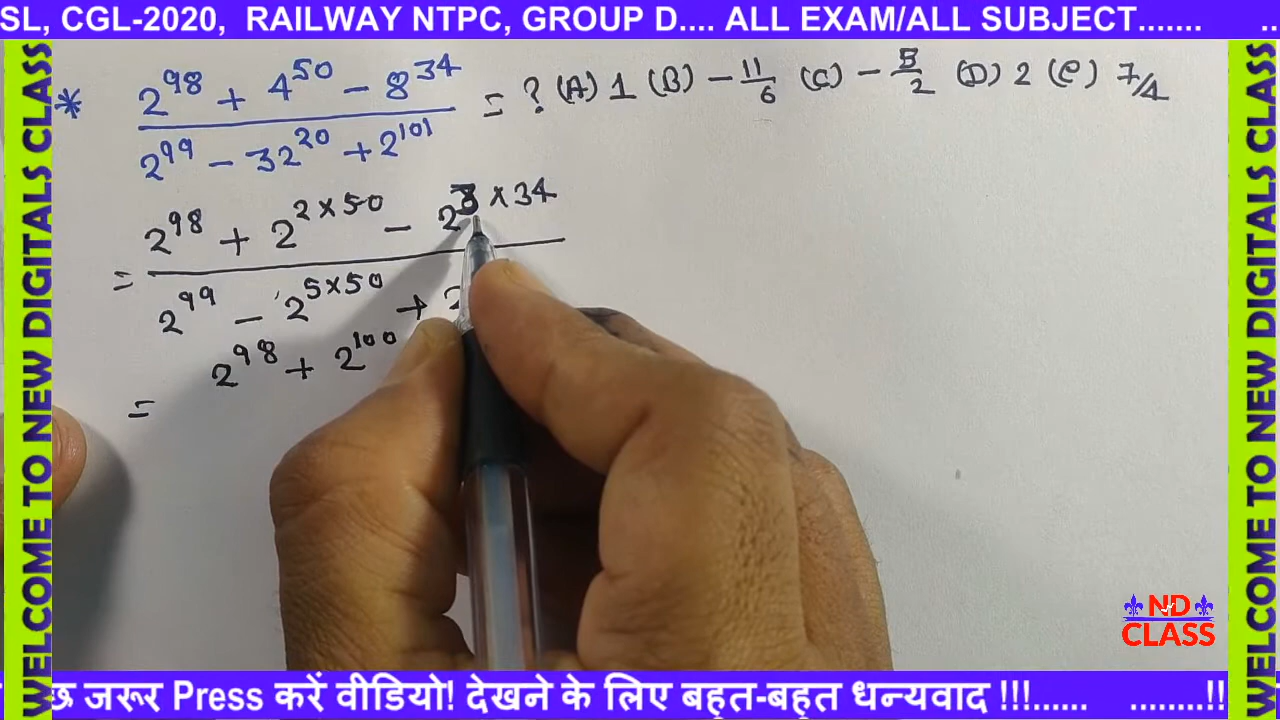 SL, CGL-2020, RAILWAY NTPC, GROUP D.... ALL EXAM/ALL SUBJECT....... ..
WELCOME TO NEW DIGITALS CLASS
* 2^98 + 4^50 - 8^34 / 2^99 - 32^20 + 2^101 = ? (A) 1 (B) -11/6 (C) -5/2 (D) 2 (E) 7/4
= 2^98 + 2^2×50 - 2^3×34
2^99 - 2^5×50 + 2
2^98 + 2^100
=
WELCOME TO NEW DIGITALS CLASS
ND
CLASS
जरूर Press करें वीडियो! देखने के लिए बहुत-बहुत धन्यवाद !!!...... ........!!